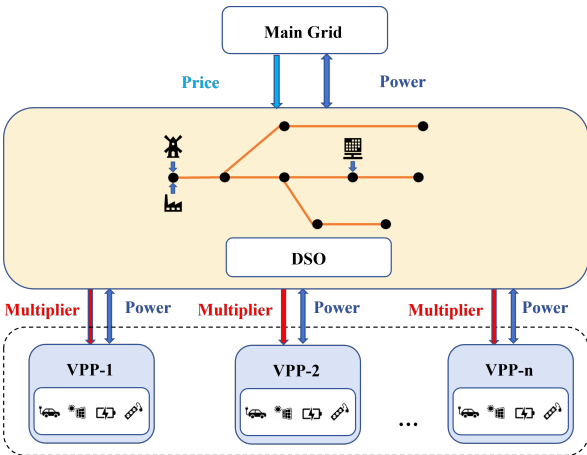 Main Grid
Price
Power
DSO
Multiplier
Power
Multiplier
Power
Multiplier
Power
VPP-1
VPP-2
VPP-n
...